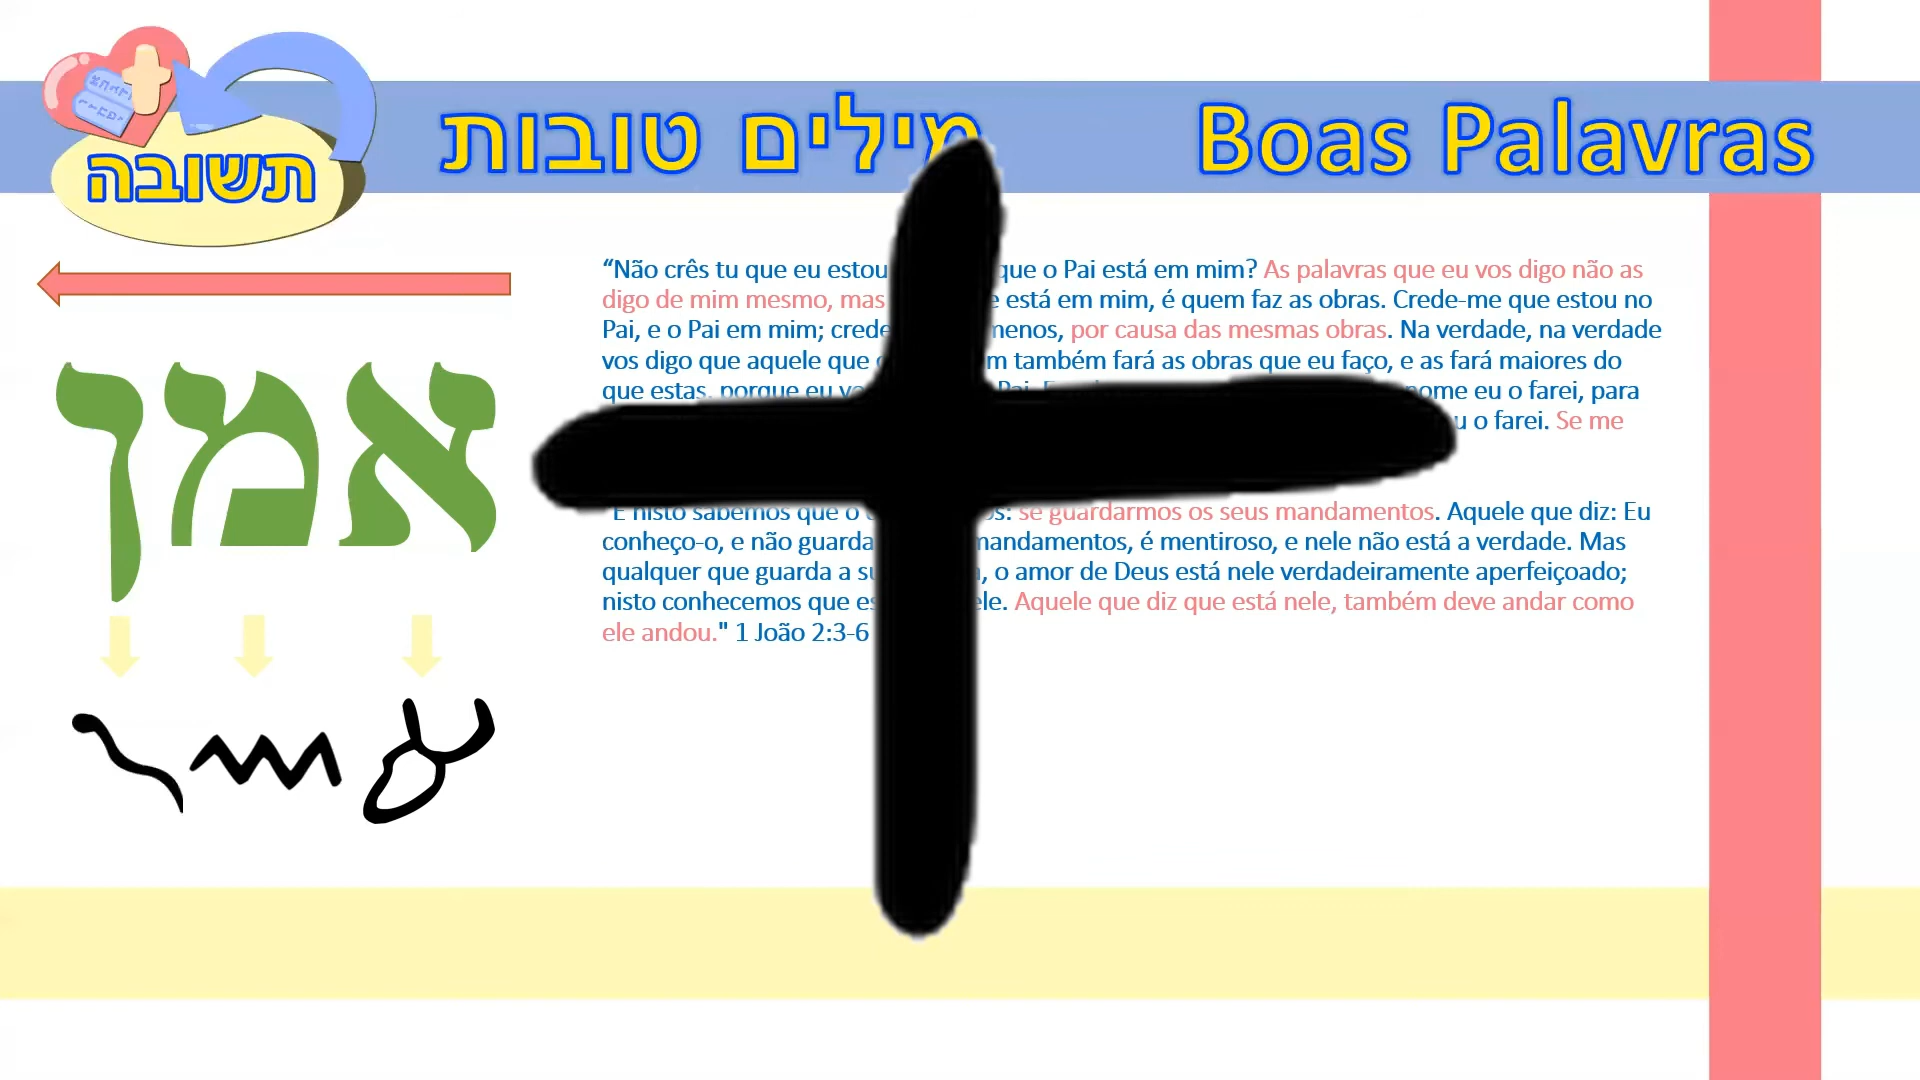 תשובה
מילים טובות
Boas Palavras
“Não crês tu que eu estou que o Pai está em mim? As palavras que eu vos digo não as
digo de mim mesmo, mas está em mim, é quem faz as obras. Crede-me que estou no
Pai, e o Pai em mim; crede menos, por causa das mesmas obras. Na verdade, na verdade
vos digo que aquele que também fará as obras que eu faço, e as fará maiores do
que estas, porque eu Pai. nome eu o farei, para
o farei. Se me
E nisto sabemos que o se guardarmos os seus mandamentos. Aquele que diz: Eu
conheço-o, e não guarda mandamentos, é mentiroso, e nele não está a verdade. Mas
qualquer que guarda a o amor de Deus está nele verdadeiramente aperfeiçoado;
nisto conhecemos que Aquele que diz que está nele, também deve andar como
ele andou." 1 João 2:3-6
אמן